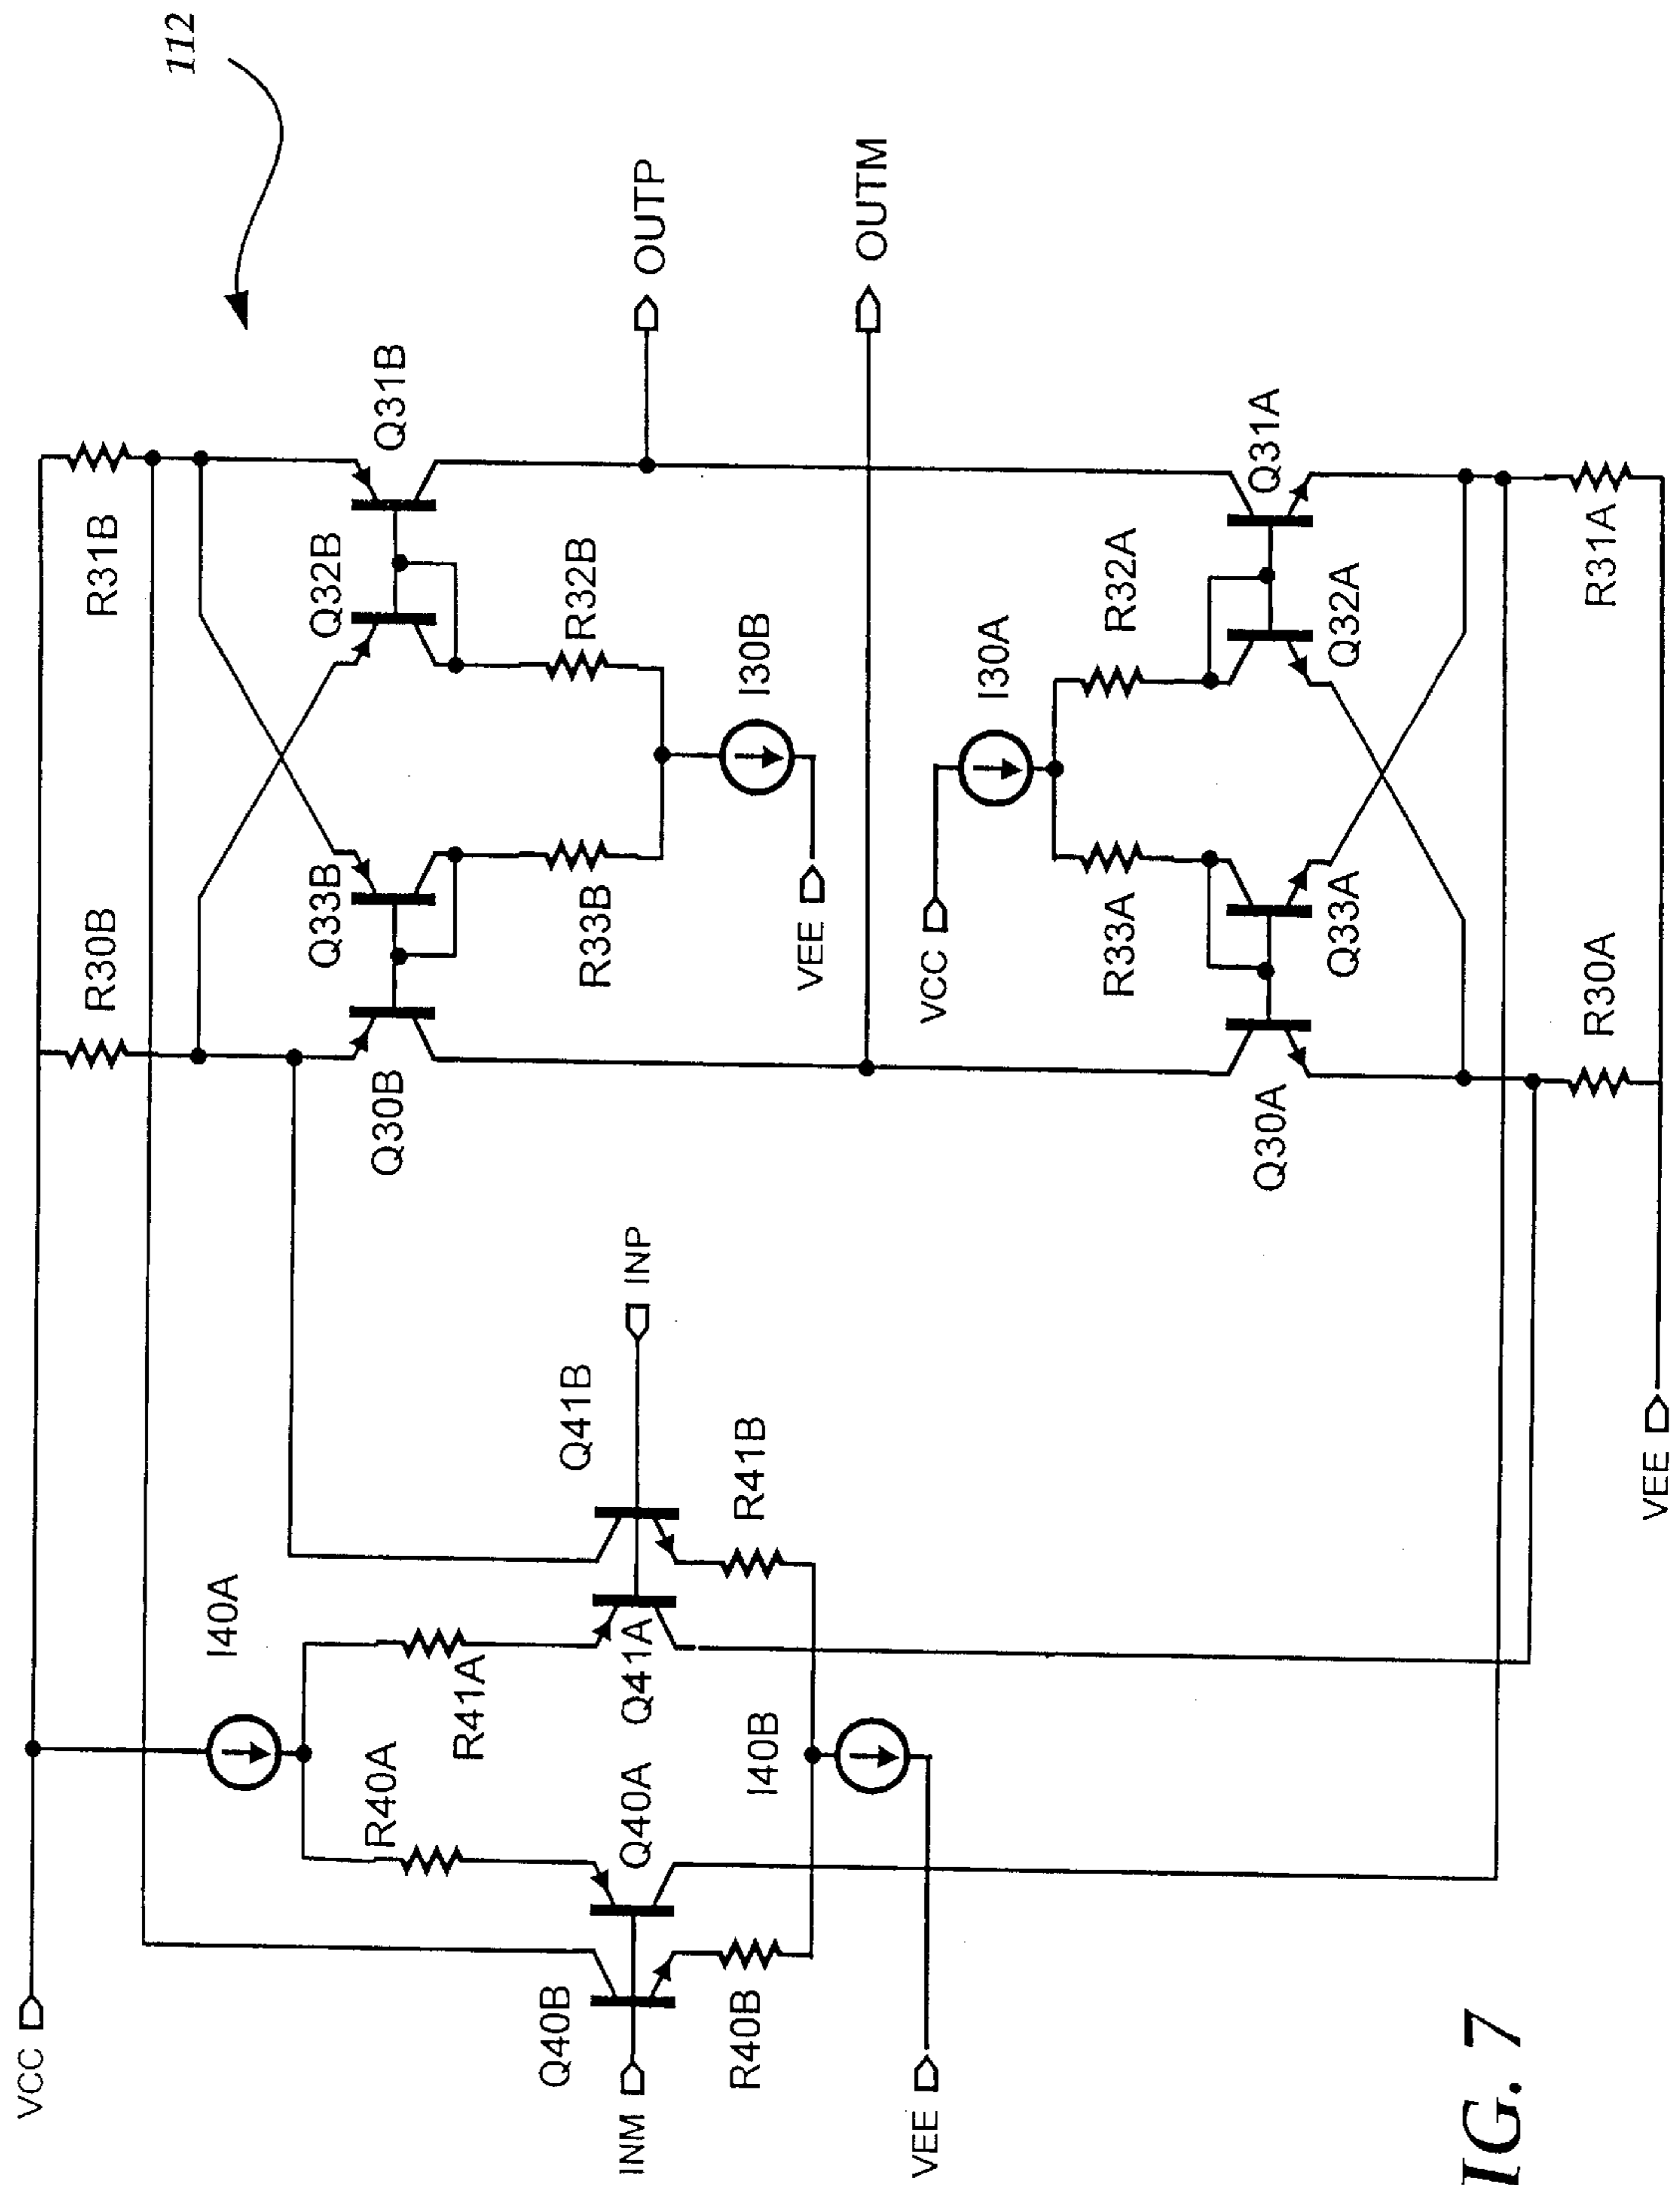 112
VCC
R30B
R31B
I40A
Q30B
Q33B
Q32B
Q31B
R40A
R41A
Q41B
INP
R33B
R32B
OUTP
Q40B
INM
Q40A
Q41A
R40B
I40B
R41B
VEE
I30B
OUTM
VEE
VCC
I30A
R33A
R32A
Q30A
Q33A
Q32A
Q31A
R30A
R31A
VEE
IG. 7